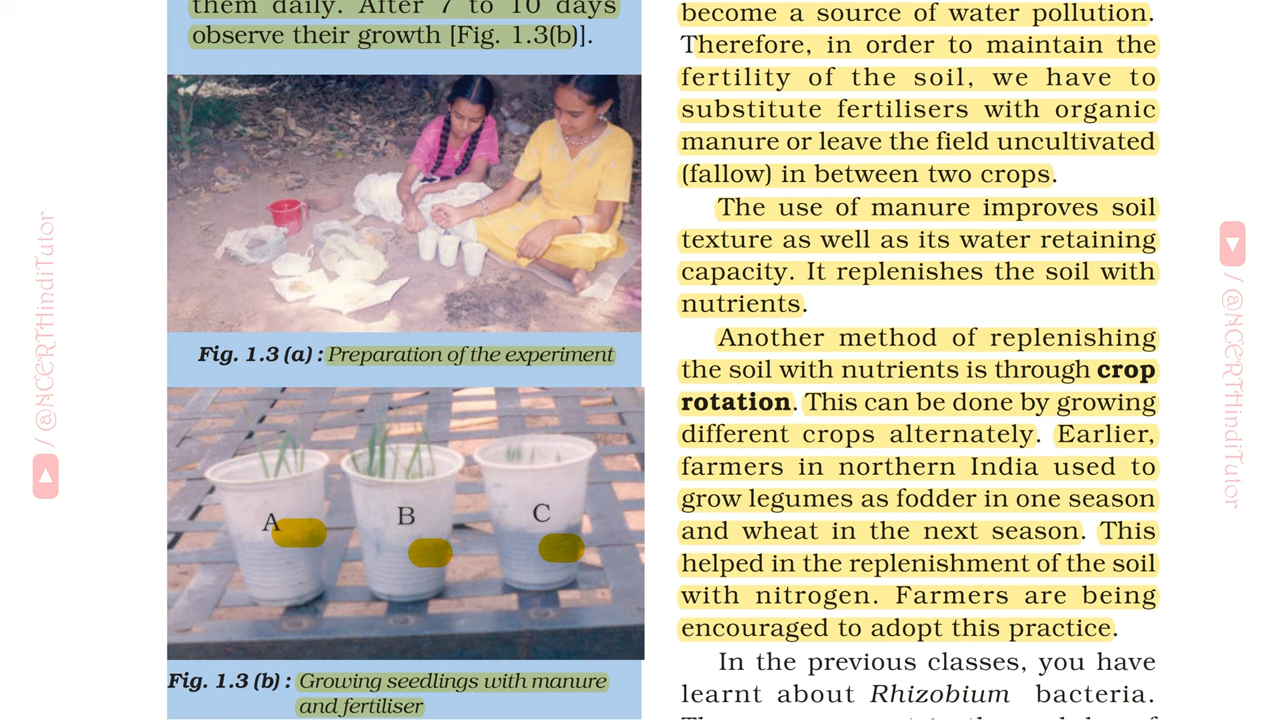 them daily. After 7 to 10 days
observe their growth [Fig. 1.3(b)].
Fig. 1.3 (a) : Preparation of the experiment
A
B
C
Fig. 1.3 (b) : Growing seedlings with manure
and fertiliser
become a source of water pollution.
Therefore, in order to maintain the
fertility of the soil, we have to
substitute fertilisers with organic
manure or leave the field uncultivated
(fallow) in between two crops.
The use of manure improves soil
texture as well as its water retaining
capacity. It replenishes the soil with
nutrients.
Another method of replenishing
the soil with nutrients is through crop
rotation. This can be done by growing
different crops alternately. Earlier,
farmers in northern India used to
grow legumes as fodder in one season
and wheat in the next season. This
helped in the replenishment of the soil
with nitrogen. Farmers are being
encouraged to adopt this practice.
In the previous classes, you have
learnt about Rhizobium bacteria.
/ @NCERTHindiTutor
/ @NCERTHindiTutor